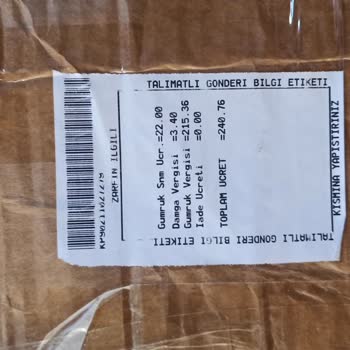 TALIMATLI GONDERI BILGI ETIKETI
ZARFIN ILGILI
Gumruk Snm Ucr.=22.00
Damga Vergisi =3.40
Gumruk Vergisi =215.36
Iade Ucreti =0.00
TOPLAM UCRET =240.76
KISMINA YAPISTIRINIZ
TALIMATLI GONDERI BILGI ETIKETI